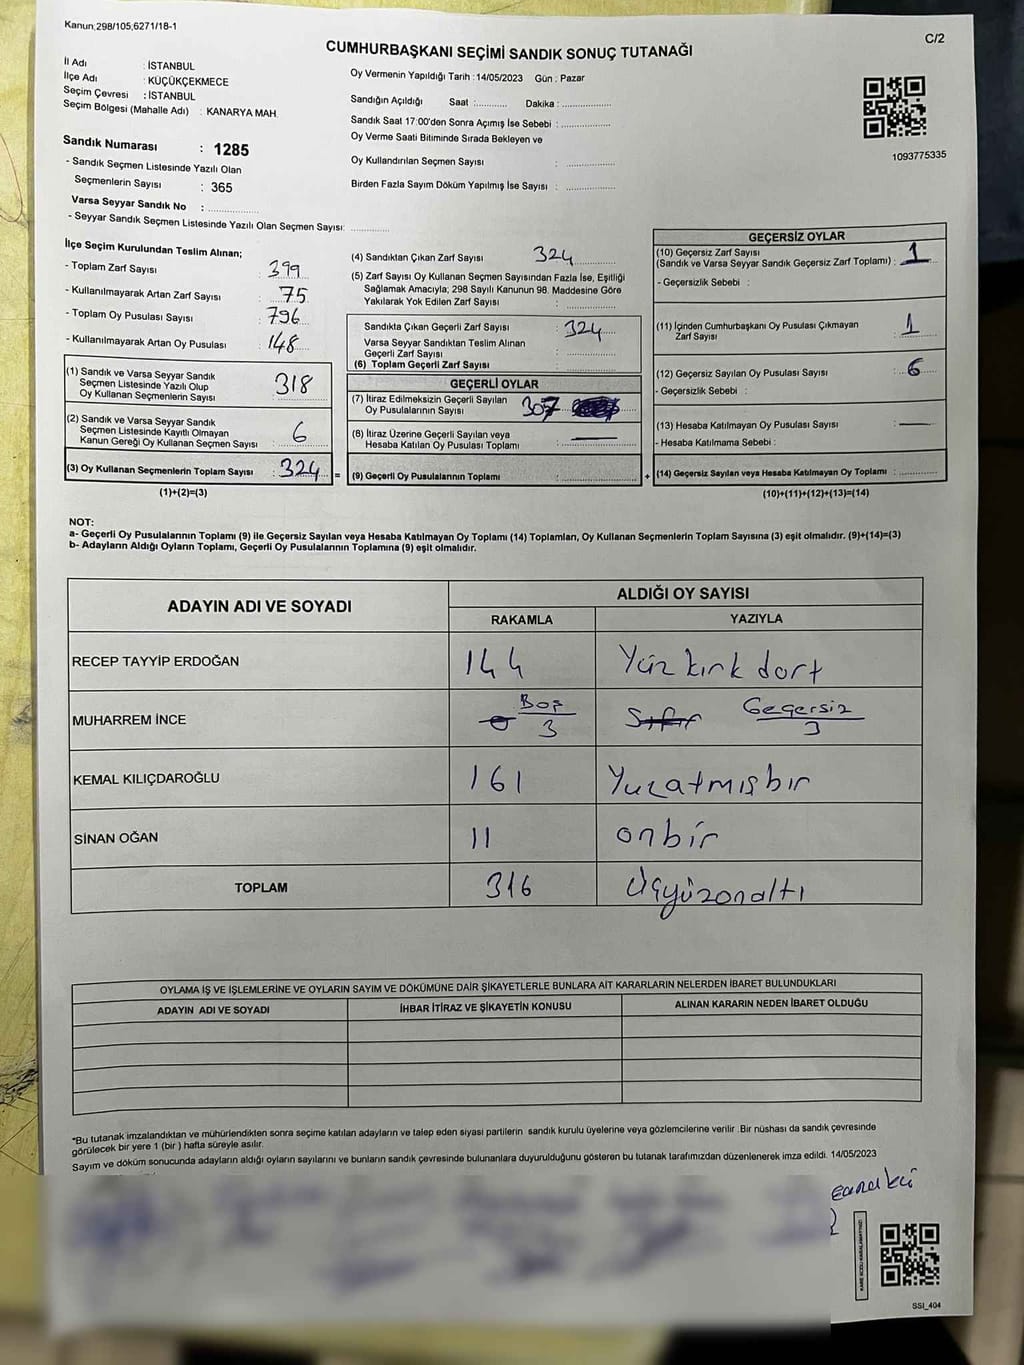 Kanun;298/105,6271/18-1
C/2
CUMHURBAŞKANI SEÇİMİ SANDIK SONUÇ TUTANAĞI
İl Adı : İSTANBUL
İlçe Adı : KÜÇÜKÇEKMECE
Seçim Çevresi : İSTANBUL
Seçim Bölgesi (Mahalle Adı) : KANARYA MAH.
Sandık Numarası : 1285
- Sandık Seçmen Listesinde Yazılı Olan
Seçmenlerin Sayısı : 365
Varsa Seyyar Sandık No :
- Seyyar Sandık Seçmen Listesinde Yazılı Olan Seçmen Sayısı:
Oy Vermenin Yapıldığı Tarih : 14/05/2023 Gün : Pazar
Sandığın Açıldığı Saat : Dakika :
Sandık Saat 17:00'den Sonra Açımış İse Sebebi :
Oy Verme Saati Bitiminde Sırada Bekleyen ve
Oy Kullandırılan Seçmen Sayısı :
Birden Fazla Sayım Döküm Yapılmış İse Sayısı :
1093775335
İlçe Seçim Kurulundan Teslim Alınan;
- Toplam Zarf Sayısı : 399
- Kullanılmayarak Artan Zarf Sayısı : 75
- Toplam Oy Pusulası Sayısı : 796
- Kullanılmayarak Artan Oy Pusulası : 148
(1) Sandık ve Varsa Seyyar Sandık
Seçmen Listesinde Yazılı Olup
Oy Kullanan Seçmenlerin Sayısı : 318
(2) Sandık ve Varsa Seyyar Sandık
Seçmen Listesinde Kayıtlı Olmayan
Kanun Gereği Oy Kullanan Seçmen Sayısı : 6
(3) Oy Kullanan Seçmenlerin Toplam Sayısı : 324 =
(1)+(2)=(3)
(4) Sandıktan Çıkan Zarf Sayısı : 324
(5) Zarf Sayısı Oy Kullanan Seçmen Sayısından Fazla İse, Eşitliği
Sağlamak Amacıyla; 298 Sayılı Kanunun 98. Maddesine Göre
Yakılarak Yok Edilen Zarf Sayısı :
Sandıkta Çıkan Geçerli Zarf Sayısı : 324
Varsa Seyyar Sandıktan Teslim Alınan
Geçerli Zarf Sayısı :
(6) Toplam Geçerli Zarf Sayısı :
GEÇERLİ OYLAR
(7) İtiraz Edilmeksizin Geçerli Sayılan
Oy Pusulalarının Sayısı : 307
(8) İtiraz Üzerine Geçerli Sayılan veya
Hesaba Katılan Oy Pusulası Toplamı :
(9) Geçerli Oy Pusulalarının Toplamı : +
GEÇERSİZ OYLAR
(10) Geçersiz Zarf Sayısı
(Sandık ve Varsa Seyyar Sandık Geçersiz Zarf Toplamı) : 1
- Geçersizlik Sebebi :
(11) İçinden Cumhurbaşkanı Oy Pusulası Çıkmayan
Zarf Sayısı : 1
(12) Geçersiz Sayılan Oy Pusulası Sayısı : 6
- Geçersizlik Sebebi :
(13) Hesaba Katılmayan Oy Pusulası Sayısı :
- Hesaba Katılmama Sebebi :
(14) Geçersiz Sayılan veya Hesaba Katılmayan Oy Toplamı :
(10)+(11)+(12)+(13)=(14)
NOT:
a- Geçerli Oy Pusulalarının Toplamı (9) ile Geçersiz Sayılan veya Hesaba Katılmayan Oy Toplamı (14) Toplamları, Oy Kullanan Seçmenlerin Toplam Sayısına (3) eşit olmalıdır. (9)+(14)=(3)
b- Adayların Aldığı Oyların Toplamı, Geçerli Oy Pusulalarının Toplamına (9) eşit olmalıdır.
ADAYIN ADI VE SOYADI
ALDIĞI OY SAYISI
RAKAMLA YAZIYLA
RECEP TAYYİP ERDOĞAN 144 Yüz kırk dört
MUHARREM İNCE 0 Boş 3 Sıfır Geçersiz 3
KEMAL KILIÇDAROĞLU 161 Yuzatmışbır
SİNAN OĞAN 11 onbir
TOPLAM 316 Üçyüzonaltı
OYLAMA İŞ VE İŞLEMLERİNE VE OYLARIN SAYIM VE DÖKÜMÜNE DAİR ŞİKAYETLERLE BUNLARA AİT KARARLARIN NELERDEN İBARET BULUNDUKLARI
ADAYIN ADI VE SOYADI İHBAR İTİRAZ VE ŞİKAYETİN KONUSU ALINAN KARARIN NEDEN İBARET OLDUĞU
*Bu tutanak imzalandıktan ve mühürlendikten sonra seçime katılan adayların ve talep eden siyasi partilerin sandık kurulu üyelerine veya gözlemcilerine verilir .Bir nüshası da sandık çevresinde
görülecek bir yere 1 (bir ) hafta süreyle asılır.
Sayım ve döküm sonucunda adayların aldığı oyların sayılarını ve bunların sandık çevresinde bulunanlara duyurulduğunu gösteren bu tutanak tarafımızdan düzenlenerek imza edildi. 14/05/2023
KARE KODU KARALAMAYINIZ!
SSI_404